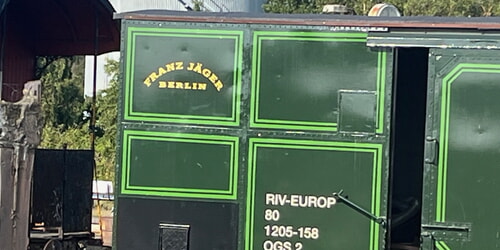 FRANZ JÄGER
BERLIN
RIV-EUROP
80
1205-158
OGS 2